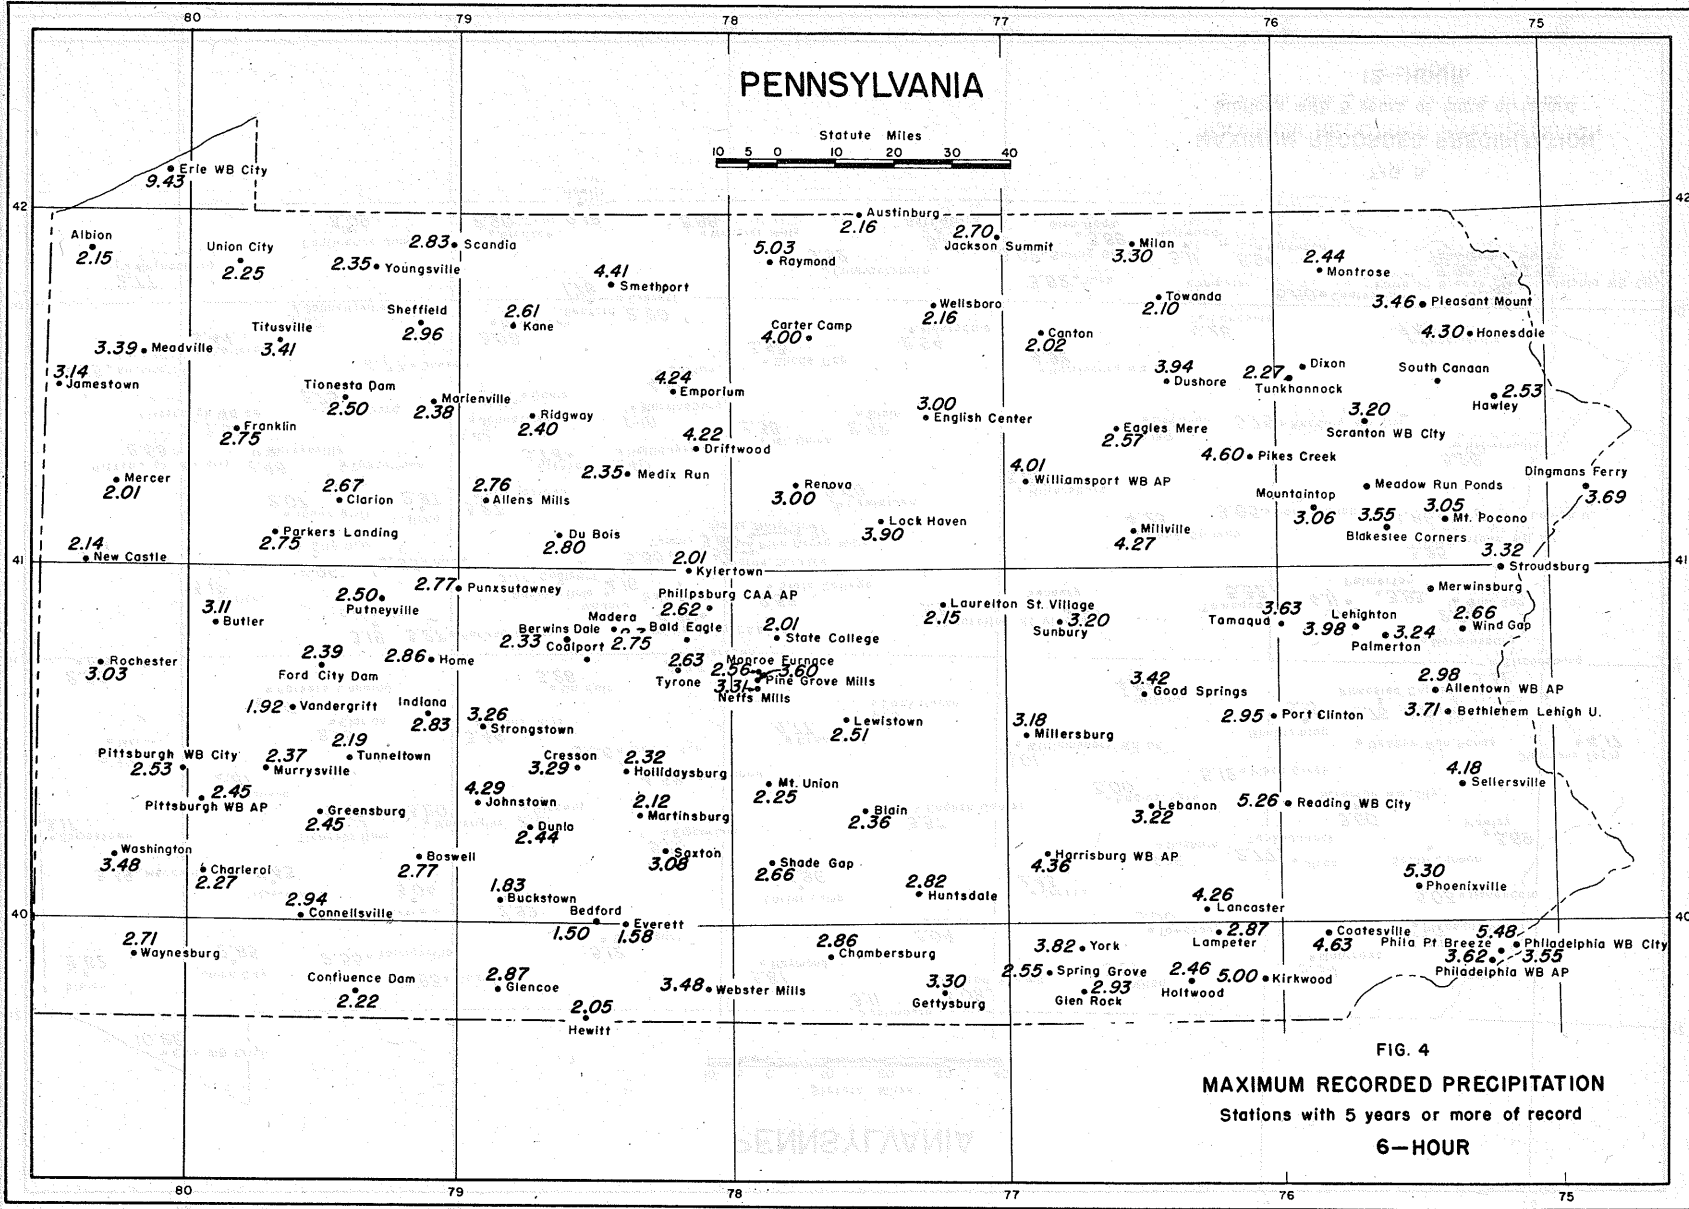 80 79 78 77 76 75
PENNSYLVANIA
Statute Miles
10 5 0 10 20 30 40
Erie WB City
9.43
42 42
Austinburg
2.16
2.70
Jackson Summit
Milan
3.30
Albion
2.15
Union City
2.25
2.83 Scandia
2.35 Youngsville
5.03
Raymond
4.41
Smethport
2.44
Montrose
3.46 Pleasant Mount
4.30 Honesdale
Towanda
2.10
Wellsboro
2.16
Sheffield
2.96
2.61
Kane
Titusville
3.41
3.39 Meadville
Carter Camp
4.00
Canton
2.02
3.14
Jamestown
Tionesta Dam
2.50
Marienville
2.38
Ridgway
2.40
4.24
Emporium
3.94
Dushore
2.27 Dixon
Tunkhannock
South Canaan
2.53
Hawley
Franklin
2.75
4.22
Driftwood
3.00
English Center
Eagles Mere
2.57
3.20
Scranton WB City
4.60 Pikes Creek
Mercer
2.01
2.67
Clarion
2.76
Allens Mills
2.35 Medix Run
Renova
3.00
4.01
Williamsport WB AP
Mountaintop
3.06
Meadow Run Ponds
Dingmans Ferry
3.69
3.05
Mt. Pocono
3.55
Blakeslee Corners
Parkers Landing
2.75
2.14
New Castle
Du Bois
2.80
Lock Haven
3.90
Millville
4.27
3.32
Stroudsburg
41 41
2.01
Kylertown
2.77 Punxsutawney
2.50
Putneyville
3.11
Butler
Philipsburg CAA AP
2.62
Madera
Berwins Dale
2.33
Coalport
2.75
Bald Eagle
2.01
State College
Laurelton St. Village
2.15
3.20
Sunbury
Merwinsburg
3.63
Tamaqua
Lehighton
3.98
3.24
Palmerton
2.66
Wind Gap
Rochester
3.03
2.39
Ford City Dam
2.86 Home
2.63
Tyrone
Monroe Furnace
2.56 3.60
Pine Grove Mills
3.31
Neffs Mills
3.42
Good Springs
2.98
Allentown WB AP
1.92 Vandergrift
Indiana
2.83
3.26
Strongstown
Lewistown
2.51
3.18
Millersburg
2.95 Port Clinton
3.71 Bethlehem Lehigh U.
Pittsburgh WB City
2.53
2.37
Murrysville
2.19
Tunneltown
Cresson
3.29
2.32
Hollidaysburg
Mt. Union
2.25
4.18
Sellersville
2.45
Pittsburgh WB AP
Greensburg
2.45
4.29
Johnstown
Dunlo
2.44
2.12
Martinsburg
Blain
2.36
Lebanon
3.22
5.26 Reading WB City
Washington
3.48
Charleroi
2.27
Boswell
2.77
Saxton
3.08
Shade Gap
2.66
Harrisburg WB AP
4.36
5.30
Phoenixville
1.83
Buckstown
2.82
Huntsdale
4.26
Lancaster
2.94
Connellsville
Bedford
1.50
Everett
1.58
40 40
2.71
Waynesburg
2.86
Chambersburg
3.82 York
2.87
Lampeter
Coatesville
4.63
5.48
Phila Pt Breeze
Philadelphia WB City
3.62 3.55
Philadelphia WB AP
Confluence Dam
2.22
2.87
Glencoe
3.48 Webster Mills
3.30
Gettysburg
2.55 Spring Grove
2.93
Glen Rock
2.46
Holtwood
5.00 Kirkwood
2.05
Hewitt
FIG. 4
MAXIMUM RECORDED PRECIPITATION
Stations with 5 years or more of record
6—HOUR
80 79 78 77 76 75